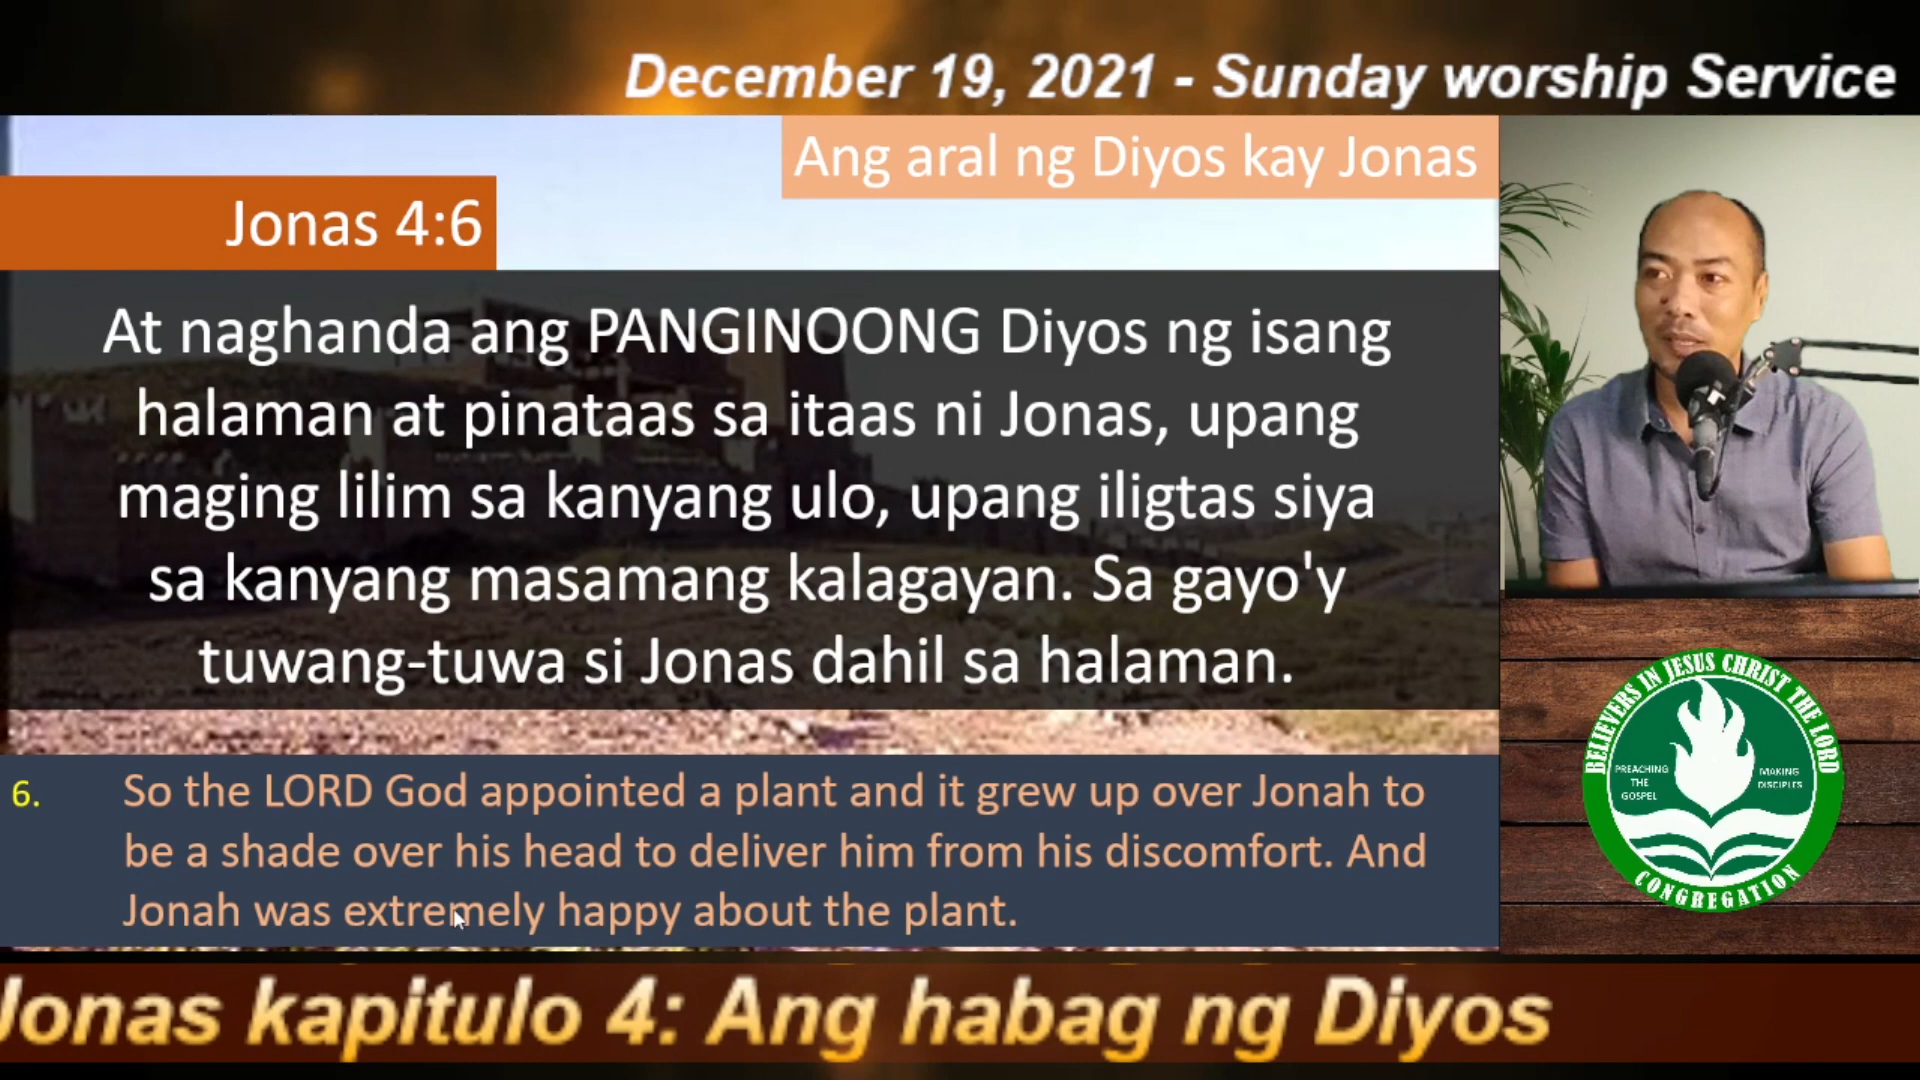 December 19, 2021 - Sunday worship Service
Ang aral ng Diyos kay Jonas
Jonas 4:6
At naghanda ang PANGINOONG Diyos ng isang
halaman at pinataas sa itaas ni Jonas, upang
maging lilim sa kanyang ulo, upang iligtas siya
sa kanyang masamang kalagayan. Sa gayo'y
tuwang-tuwa si Jonas dahil sa halaman.
6. So the LORD God appointed a plant and it grew up over Jonah to
be a shade over his head to deliver him from his discomfort. And
Jonah was extremely happy about the plant.
BELIEVERS IN JESUS CHRIST THE LORD
PREACHING
THE
GOSPEL
MAKING
DISCIPLES
CONGREGATION
Jonas kapitulo 4: Ang habag ng Diyos